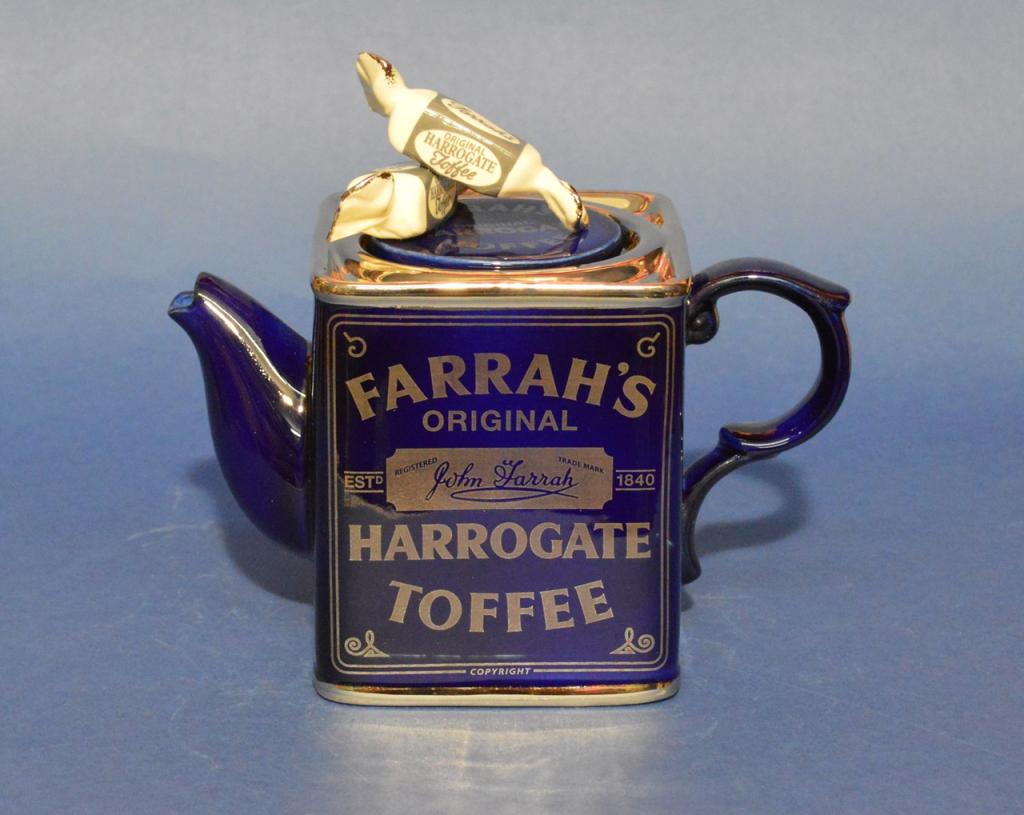 ORIGINAL
HARROGATE
Toffee
FARRAH'S
ORIGINAL
REGISTERED
TRADE MARK
ESTD
John Farrah
1840
HARROGATE
TOFFEE
COPYRIGHT